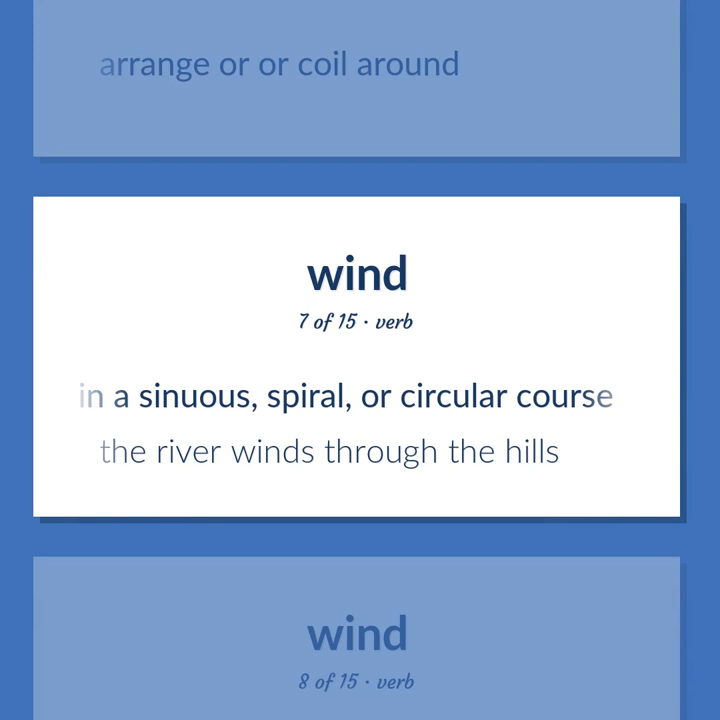 arrange or or coil around
wind
7 of 15 · verb
in a sinuous, spiral, or circular course
the river winds through the hills
wind
8 of 15 · verb